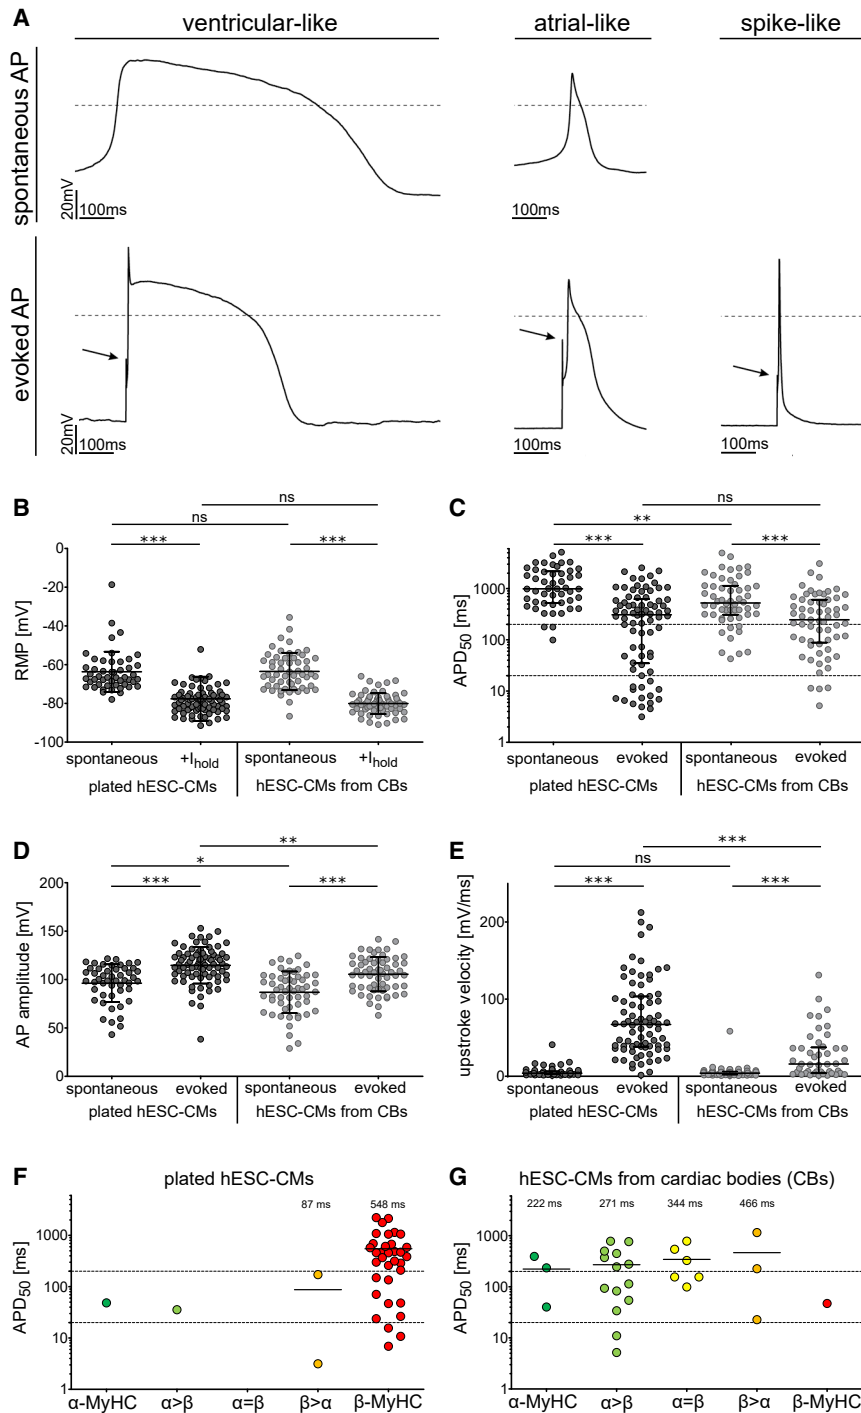 A
ventricular-like
atrial-like
spike-like
spontaneous AP
20mV
100ms
100ms
evoked AP
20mV
100ms
100ms
100ms
B
ns
ns
***
***
RMP [mV]
0
-20
-40
-60
-80
-100
spontaneous
+Ihold
spontaneous
+Ihold
plated hESC-CMs
hESC-CMs from CBs
C
ns
**
***
***
APD50 [ms]
1000
100
10
1
spontaneous
evoked
spontaneous
evoked
plated hESC-CMs
hESC-CMs from CBs
D
**
*
***
***
AP amplitude [mV]
200
150
100
50
0
spontaneous
evoked
spontaneous
evoked
plated hESC-CMs
hESC-CMs from CBs
E
***
ns
***
***
upstroke velocity [mV/ms]
200
100
0
spontaneous
evoked
spontaneous
evoked
plated hESC-CMs
hESC-CMs from CBs
F
plated hESC-CMs
87 ms
548 ms
APD50 [ms]
1000
100
10
1
α-MyHC
α>β
α=β
β>α
β-MyHC
G
hESC-CMs from cardiac bodies (CBs)
222 ms
271 ms
344 ms
466 ms
APD50 [ms]
1000
100
10
1
α-MyHC
α>β
α=β
β>α
β-MyHC